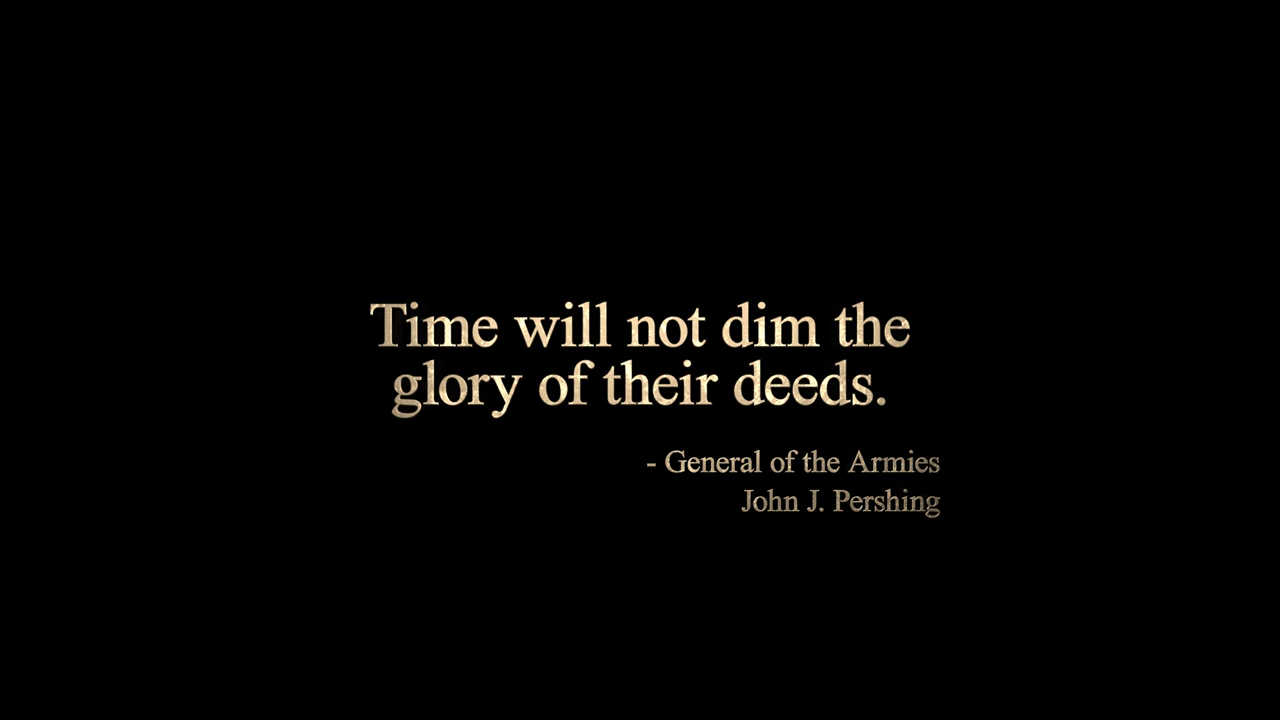 Time will not dim the
glory of their deeds.
- General of the Armies
John J. Pershing